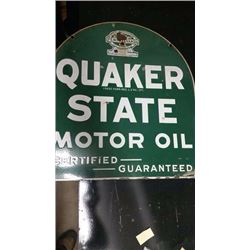 QUAKER
STATE
MOTOR OIL
CERTIFIED
GUARANTEED